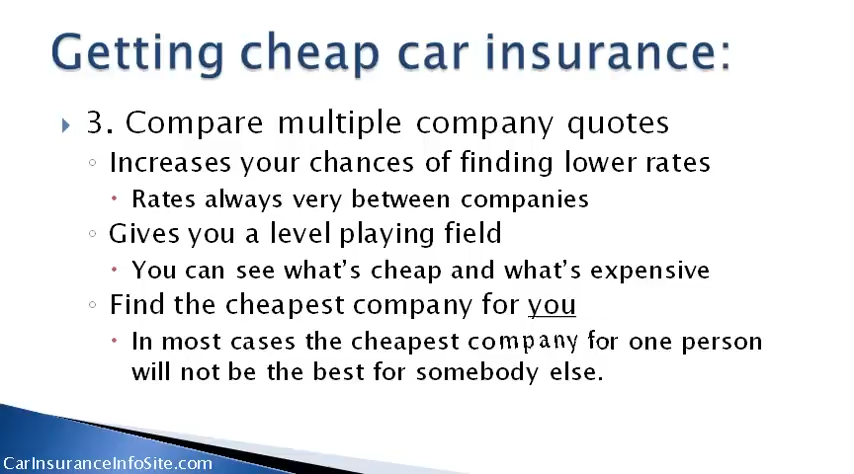 Getting cheap car insurance:
3. Compare multiple company quotes
Increases your chances of finding lower rates
Rates always very between companies
Gives you a level playing field
You can see what's cheap and what's expensive
Find the cheapest company for you
In most cases the cheapest company for one person
will not be the best for somebody else.
CarInsuranceInfoSite.com